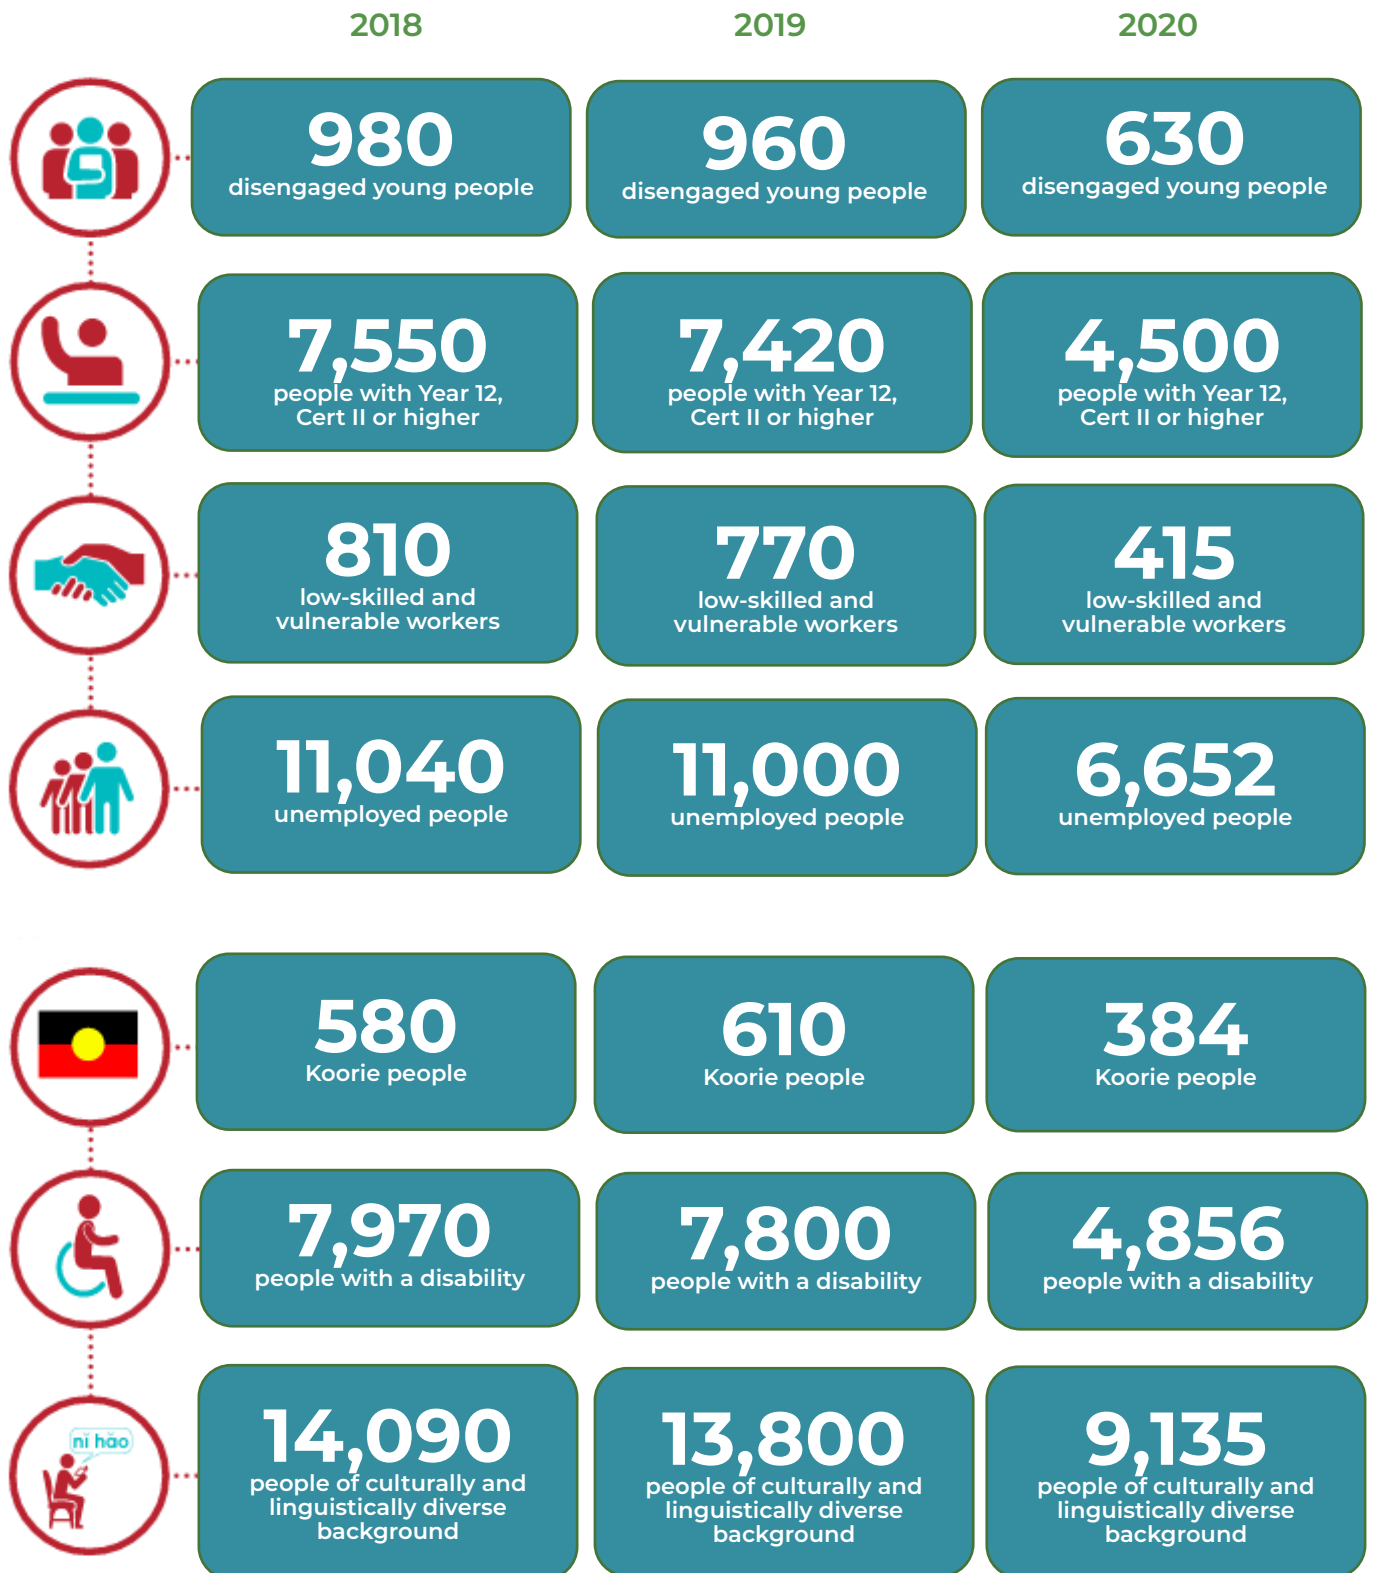 2018
2019
2020
980
disengaged young people
960
disengaged young people
630
disengaged young people
7,550
people with Year 12,
Cert II or higher
7,420
people with Year 12,
Cert II or higher
4,500
people with Year 12,
Cert II or higher
810
low-skilled and
vulnerable workers
770
low-skilled and
vulnerable workers
415
low-skilled and
vulnerable workers
11,040
unemployed people
11,000
unemployed people
6,652
unemployed people
580
Koorie people
610
Koorie people
384
Koorie people
7,970
people with a disability
7,800
people with a disability
4,856
people with a disability
nǐ hǎo
14,090
people of culturally and
linguistically diverse
background
13,800
people of culturally and
linguistically diverse
background
9,135
people of culturally and
linguistically diverse
background